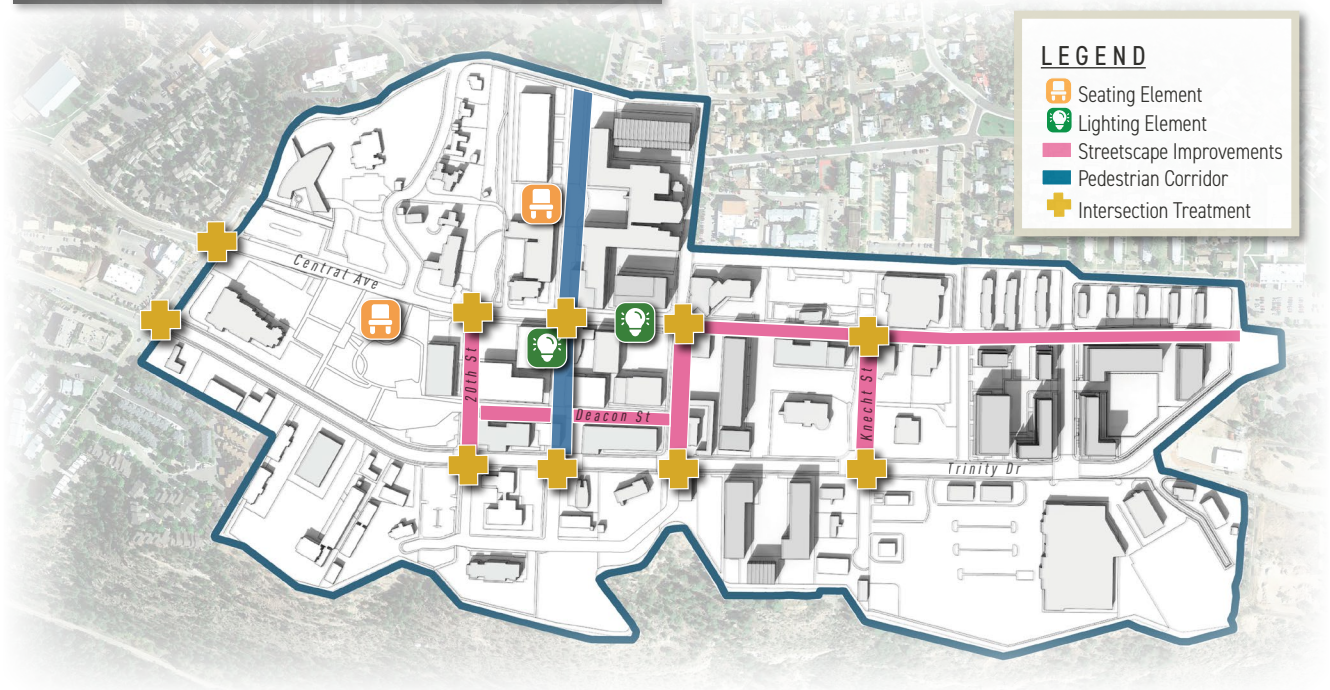 LEGEND
Seating Element
Lighting Element
Streetscape Improvements
Pedestrian Corridor
Intersection Treatment
Central Ave
20th St
Deacon St
Knecht St
Trinity Dr